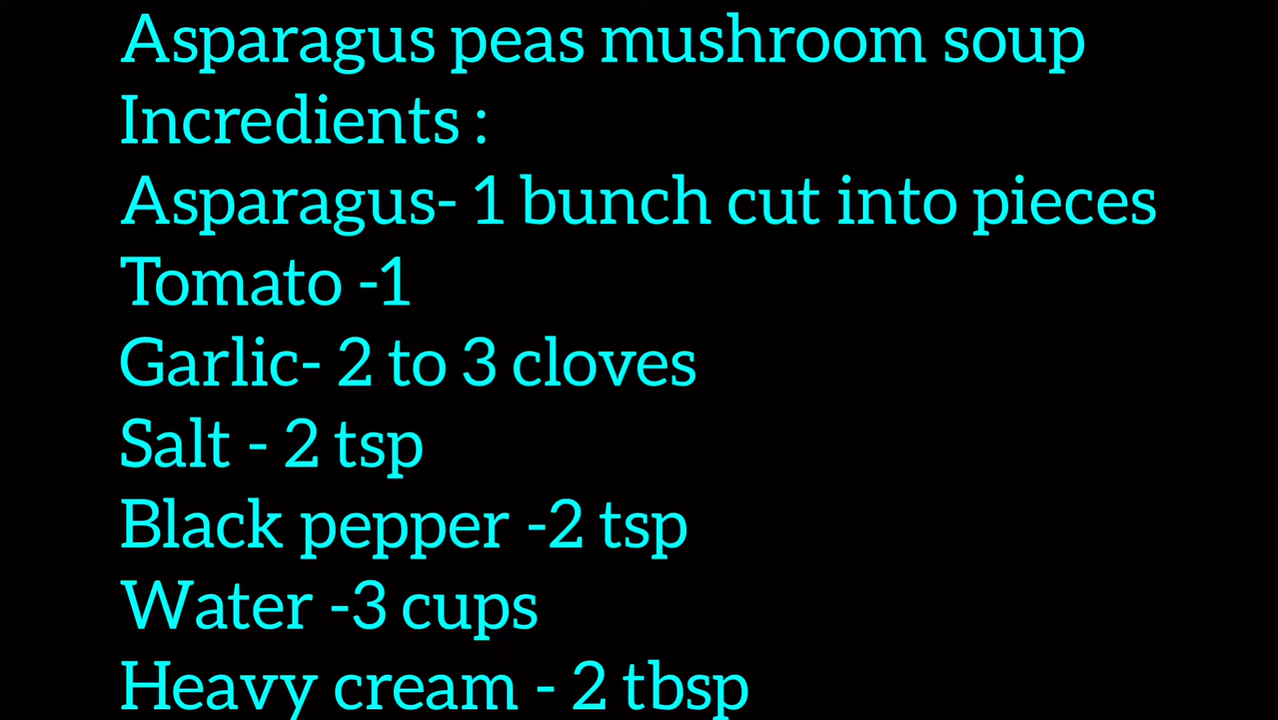 Asparagus peas mushroom soup
Incredients :
Asparagus- 1 bunch cut into pieces
Tomato -1
Garlic- 2 to 3 cloves
Salt - 2 tsp
Black pepper -2 tsp
Water -3 cups
Heavy cream - 2 tbsp